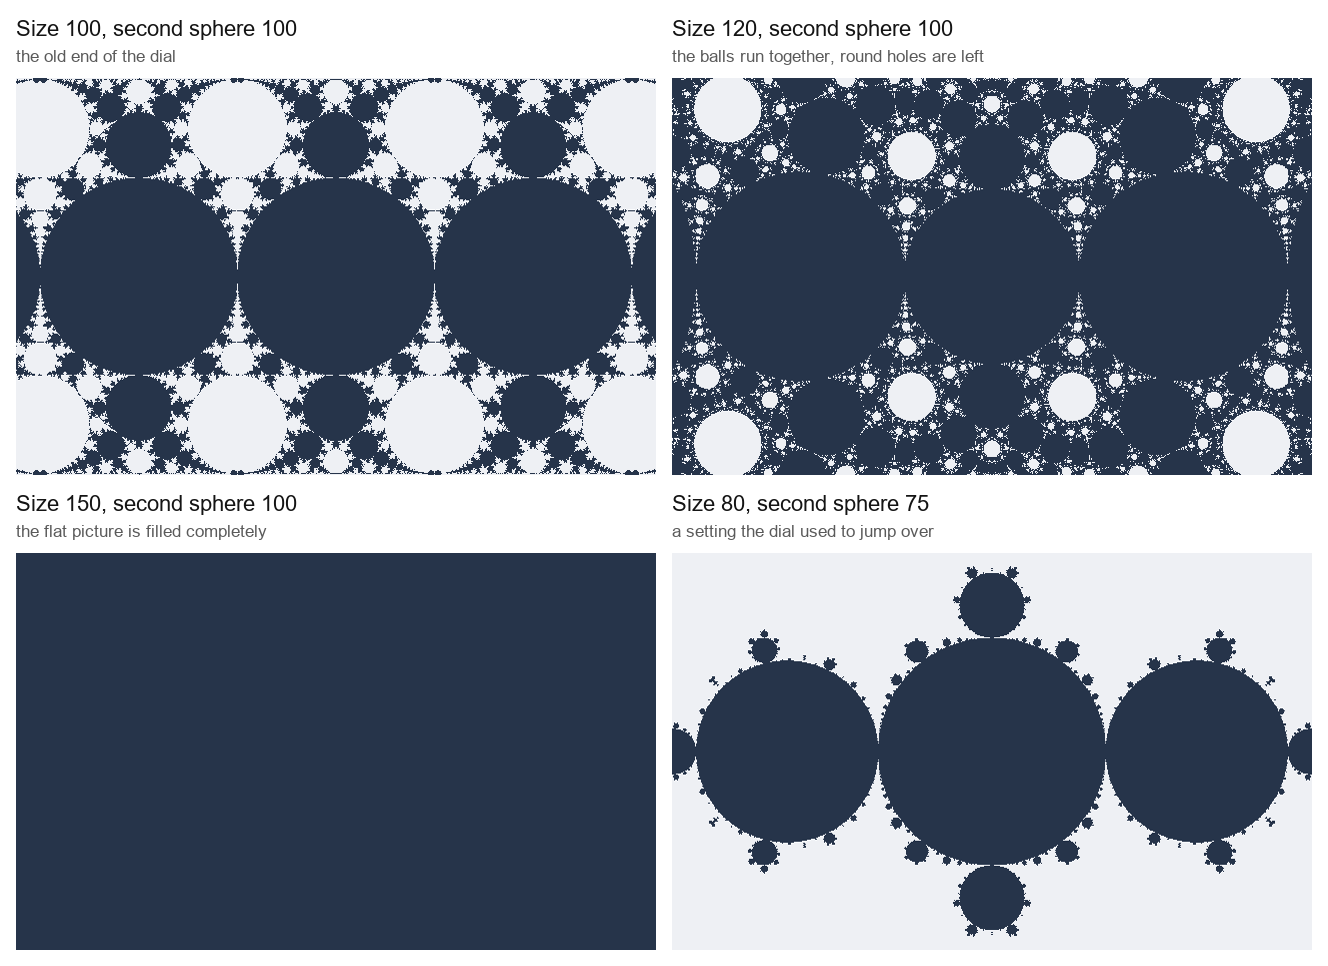 Size 100, second sphere 100
the old end of the dial
Size 120, second sphere 100
the balls run together, round holes are left
Size 150, second sphere 100
the flat picture is filled completely
Size 80, second sphere 75
a setting the dial used to jump over